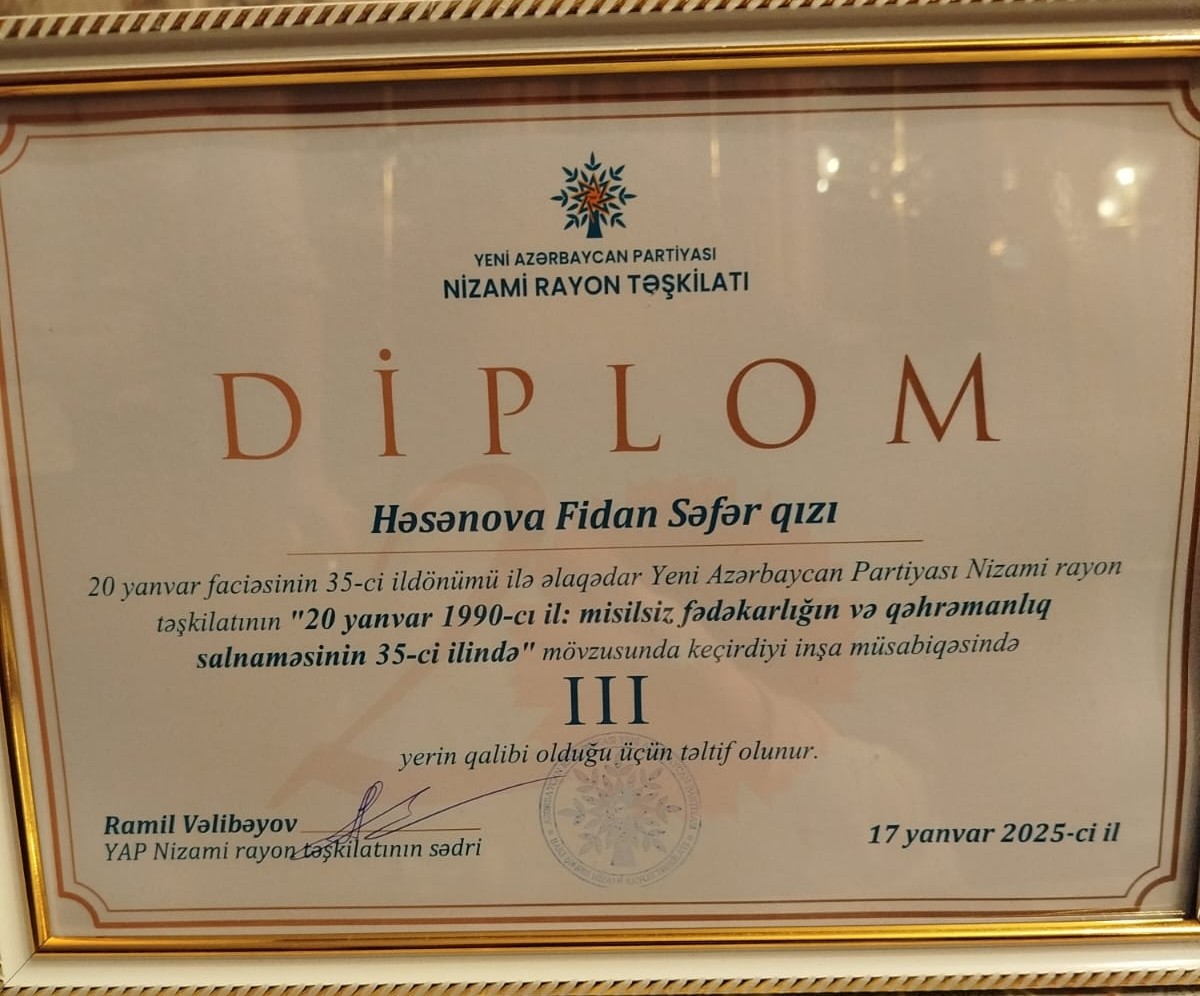 YENİ AZƏRBAYCAN PARTİYASI
NİZAMİ RAYON TƏŞKİLATI
DİPLOM
Həsənova Fidan Səfər qızı
20 yanvar faciəsinin 35-ci ildönümü ilə əlaqədar Yeni Azərbaycan Partiyası Nizami rayon
təşkilatının "20 yanvar 1990-cı il: misilsiz fədəkarlığın və qəhrəmanlıq
salnaməsinin 35-ci ilində" mövzusunda keçirdiyi inşa müsabiqəsində
III
yerin qalibi olduğu üçün təltif olunur.
Ramil Vəlibəyov
YAP Nizami rayon təşkilatının sədri
17 yanvar 2025-ci il